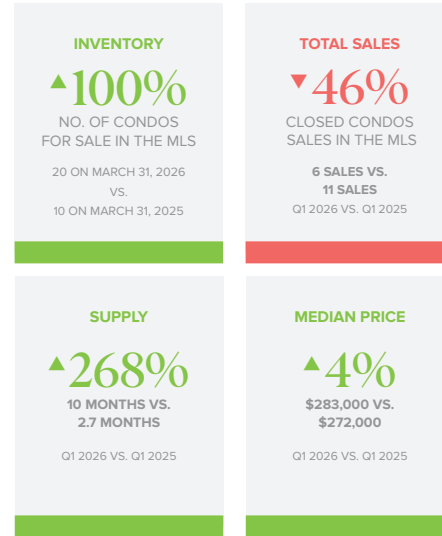 INVENTORY
▲100%
NO. OF CONDOS
FOR SALE IN THE MLS
20 ON MARCH 31, 2026
VS.
10 ON MARCH 31, 2025
TOTAL SALES
▼46%
CLOSED CONDOS
SALES IN THE MLS
6 SALES VS.
11 SALES
Q1 2026 VS. Q1 2025
SUPPLY
▲268%
10 MONTHS VS.
2.7 MONTHS
Q1 2026 VS. Q1 2025
MEDIAN PRICE
▲4%
$283,000 VS.
$272,000
Q1 2026 VS. Q1 2025